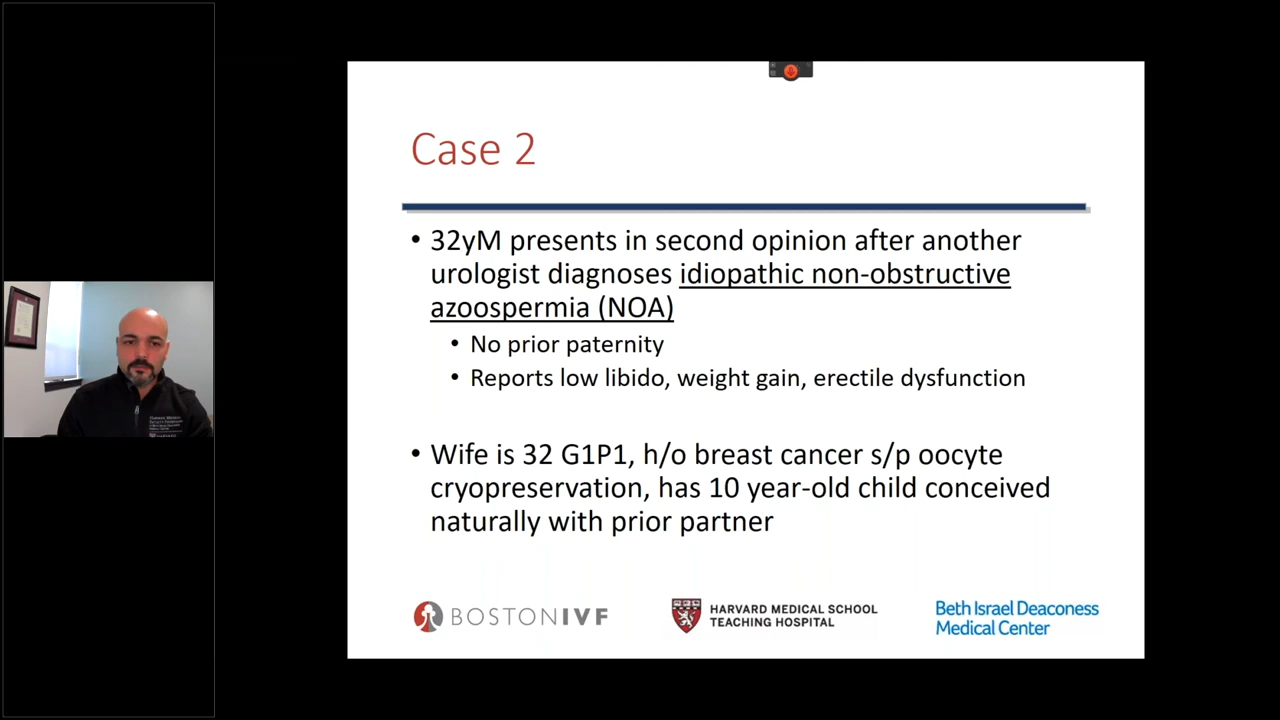 Case 2
• 32yM presents in second opinion after another
urologist diagnoses idiopathic non-obstructive
azoospermia (NOA)
• No prior paternity
• Reports low libido, weight gain, erectile dysfunction
• Wife is 32 G1P1, h/o breast cancer s/p oocyte
cryopreservation, has 10 year-old child conceived
naturally with prior partner
BOSTONIVF
HARVARD MEDICAL SCHOOL
TEACHING HOSPITAL
Beth Israel Deaconess
Medical Center